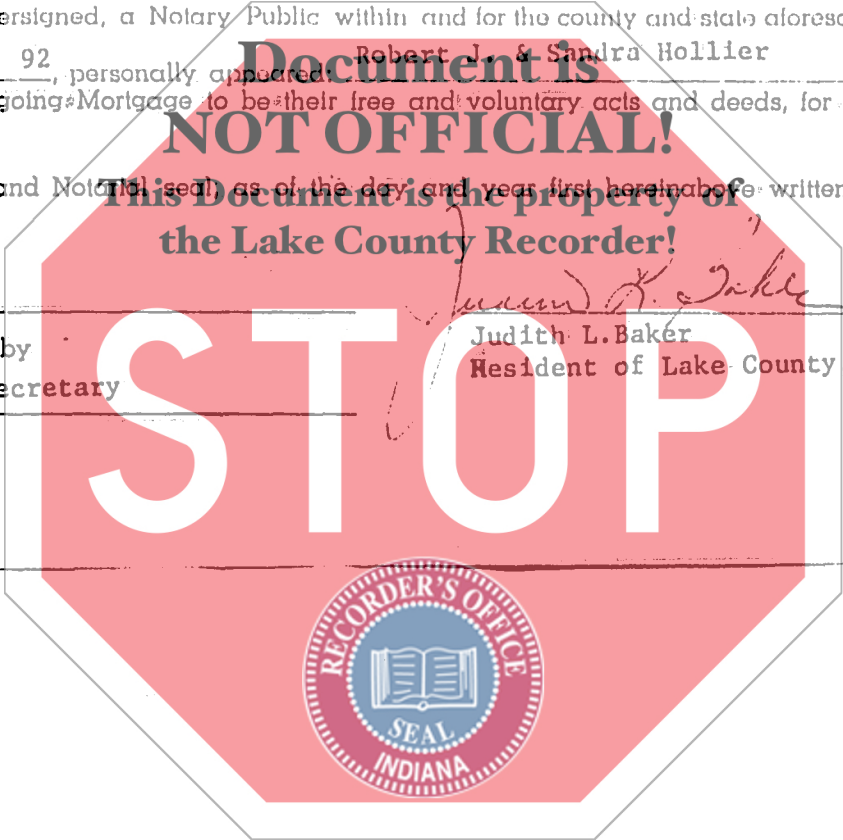 ersigned, a Notary Public within and for the county and state aforesa
Robert J. & Sandra Hollier
92, personally appeared:
Document is
going Mortgage to be their free and voluntary acts and deeds, for
NOT OFFICIAL!
and Notarial seal, as of the day and year first hereinabove written
This Document is the property of
the Lake County Recorder!
Judith L.Baker
by
Resident of Lake County
ecretary
STOP
RECORDER'S OFFICE
SEAL
INDIANA